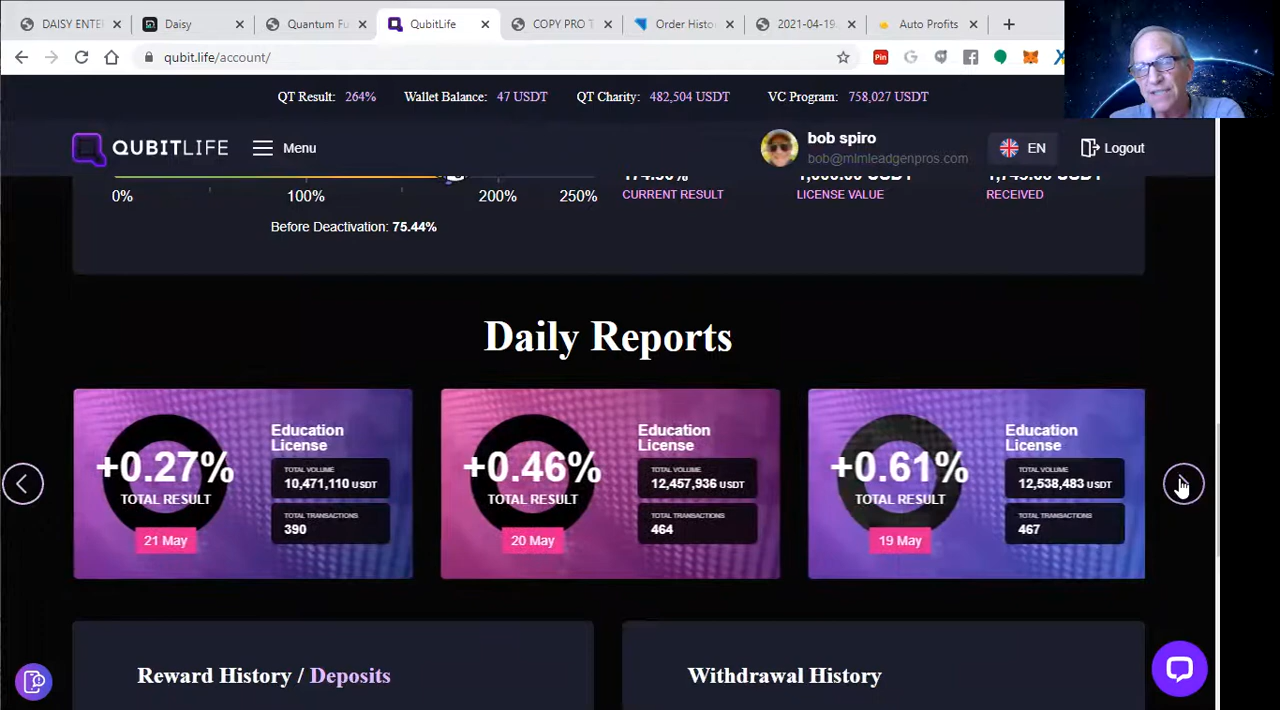 DAISY ENTE
Daisy
Quantum Fu
QubitLife
COPY PRO T
Order Histo
2021-04-1
Auto Profits
qubit.life/account/
Pin
QT Result: 264%
Wallet Balance: 47 USDT
QT Charity: 482,504 USDT
VC Program: 758,027 USDT
QUBITLIFE
Menu
bob spiro
bob@mlmleadgenpros.com
EN
Logout
0%
100%
200%
250%
CURRENT RESULT
LICENSE VALUE
RECEIVED
Before Deactivation: 75.44%
Daily Reports
+0.27%
TOTAL RESULT
21 May
Education
License
TOTAL VOLUME
10,471,110 USDT
TOTAL TRANSACTIONS
390
+0.46%
TOTAL RESULT
20 May
Education
License
TOTAL VOLUME
12,457,936 USDT
TOTAL TRANSACTIONS
464
+0.61%
TOTAL RESULT
19 May
Education
License
TOTAL VOLUME
12,538,483 USDT
TOTAL TRANSACTIONS
467
Reward History / Deposits
Withdrawal History